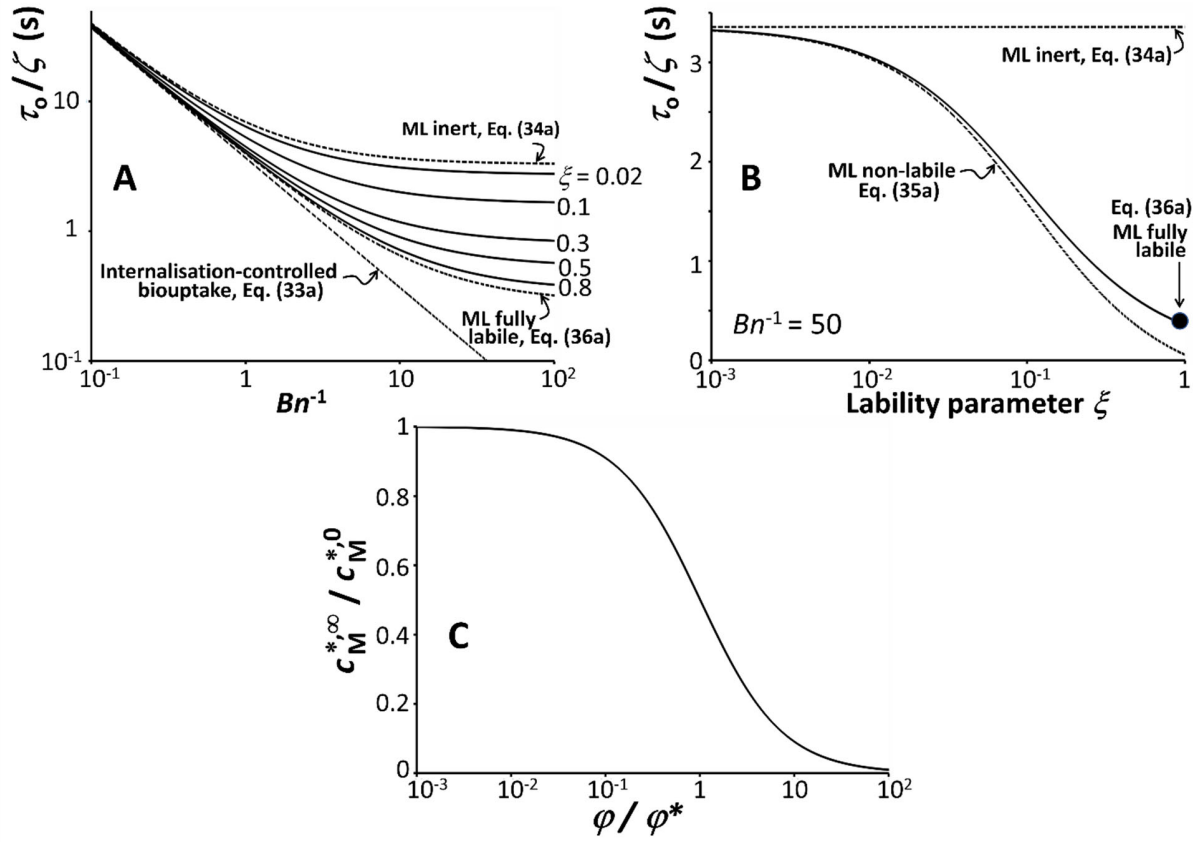 τo / ζ (s)
10
1
10-1
A
ML inert, Eq. (34a)
ξ = 0.02
0.1
0.3
0.5
0.8
Internalisation-controlled
biouptake, Eq. (33a)
ML fully
labile, Eq. (36a)
10-1
1
10
102
Bn-1
τo / ζ (s)
3
2
1
0
ML inert, Eq. (34a)
B
ML non-labile
Eq. (35a)
Eq. (36a)
ML fully
labile
Bn-1 = 50
10-3
10-2
10-1
1
Lability parameter ξ
c*,∞M / c*,0M
1
0.8
0.6
0.4
0.2
0
C
10-3
10-2
10-1
1
10
102
φ / φ*